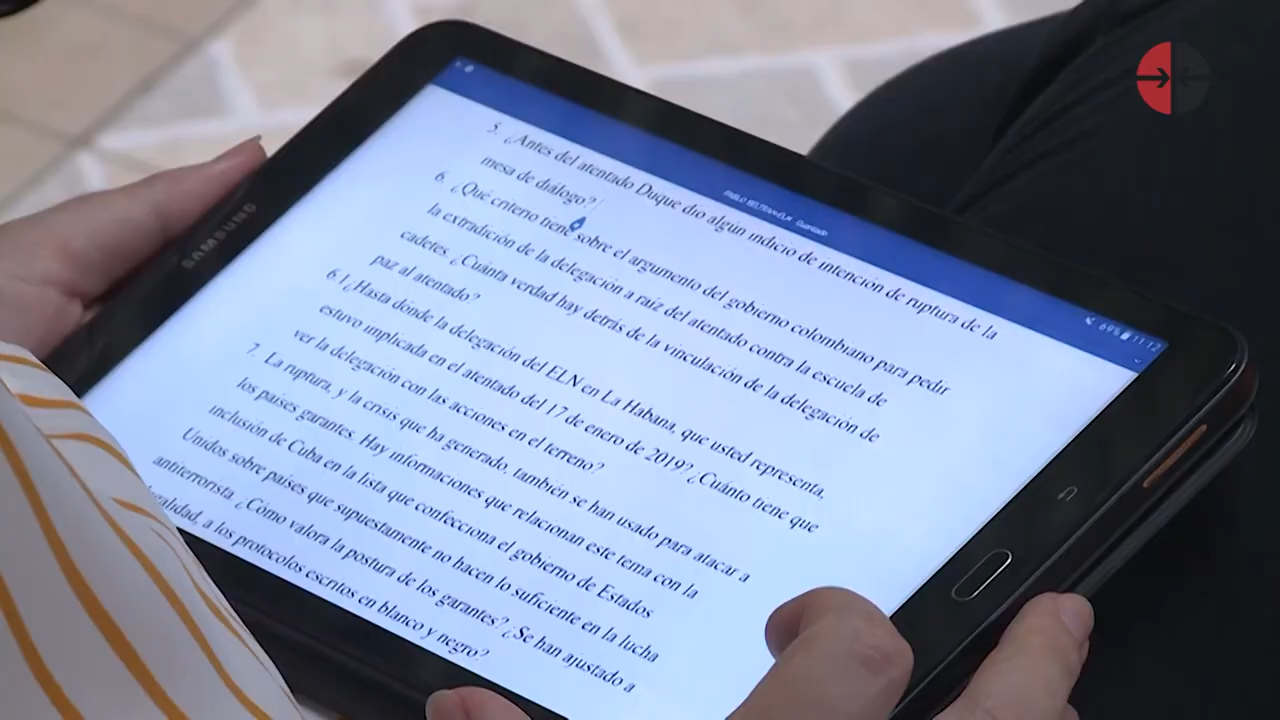 PABLO BELTRAN-ELN - Guardado
69% 11:12
5. ¿Antes del atentado Duque dio algún indicio de intención de ruptura de la
mesa de diálogo?
6. ¿Qué criterio tiene sobre el argumento del gobierno colombiano para pedir
la extradición de la delegación a raíz del atentado contra la escuela de
cadetes. ¿Cuánta verdad hay detrás de la vinculación de la delegación de
paz al atentado?
6.1 ¿Hasta dónde la delegación del ELN en La Habana, que usted representa,
estuvo implicada en el atentado del 17 de enero de 2019? ¿Cuánto tiene que
ver la delegación con las acciones en el terreno?
7. La ruptura, y la crisis que ha generado, también se han usado para atacar a
los países garantes. Hay informaciones que relacionan este tema con la
inclusión de Cuba en la lista que confecciona el gobierno de Estados
Unidos sobre países que supuestamente no hacen lo suficiente en la lucha
antiterrorista. ¿Cómo valora la postura de los garantes? ¿Se han ajustado a
legalidad, a los protocolos escritos en blanco y negro?
SAMSUNG